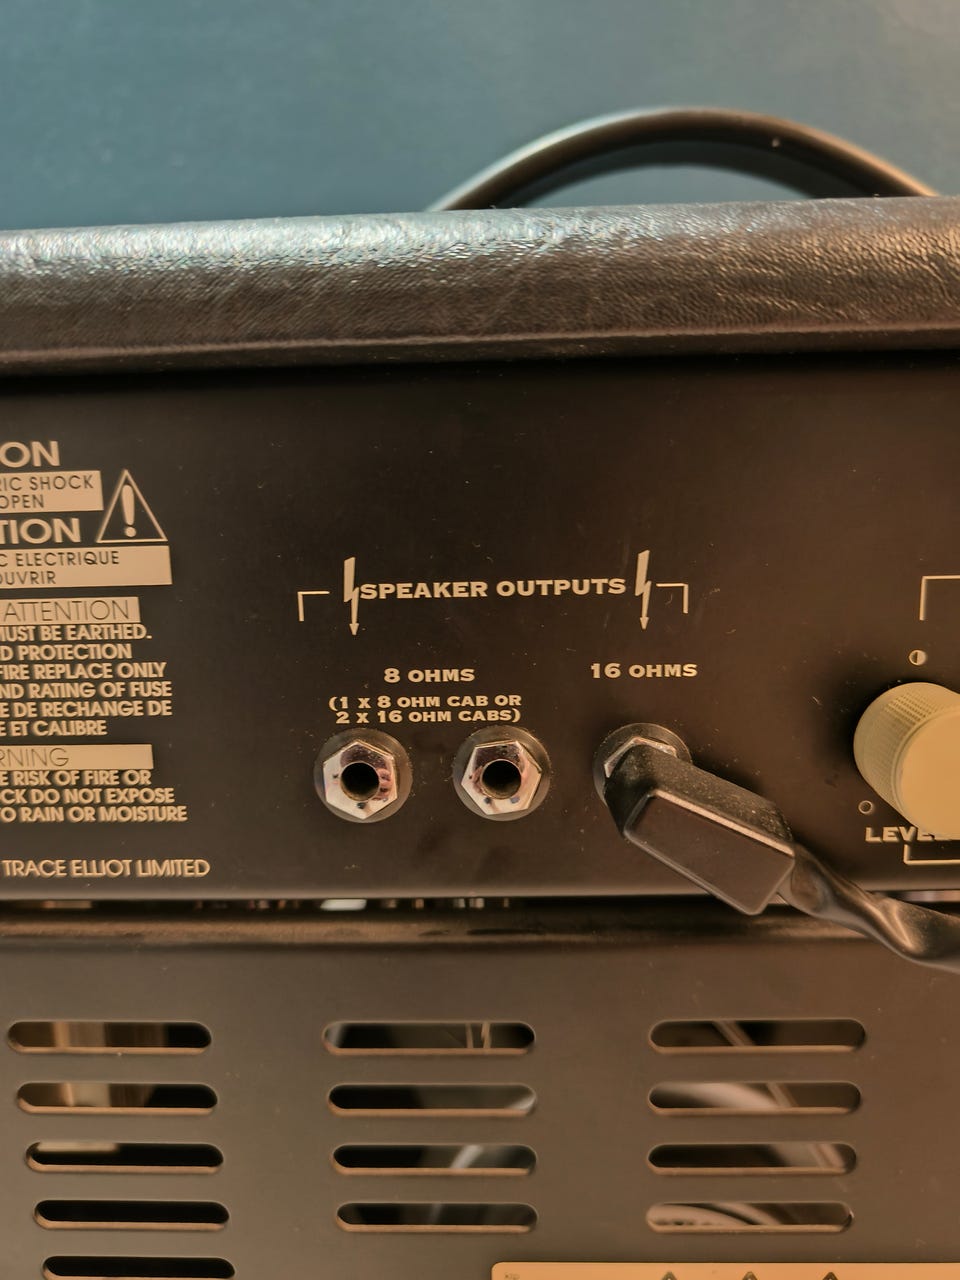 ON
RIC SHOCK
OPEN
TION
C ELECTRIQUE
OUVRIR
ATTENTION
MUST BE EARTHED.
D PROTECTION
FIRE REPLACE ONLY
ND RATING OF FUSE
E DE RECHANGE DE
E ET CALIBRE
RNING
E RISK OF FIRE OR
CK DO NOT EXPOSE
TO RAIN OR MOISTURE
TRACE ELLIOT LIMITED
SPEAKER OUTPUTS
8 OHMS
(1 X 8 OHM CAB OR
2 X 16 OHM CABS)
16 OHMS
LEVEL